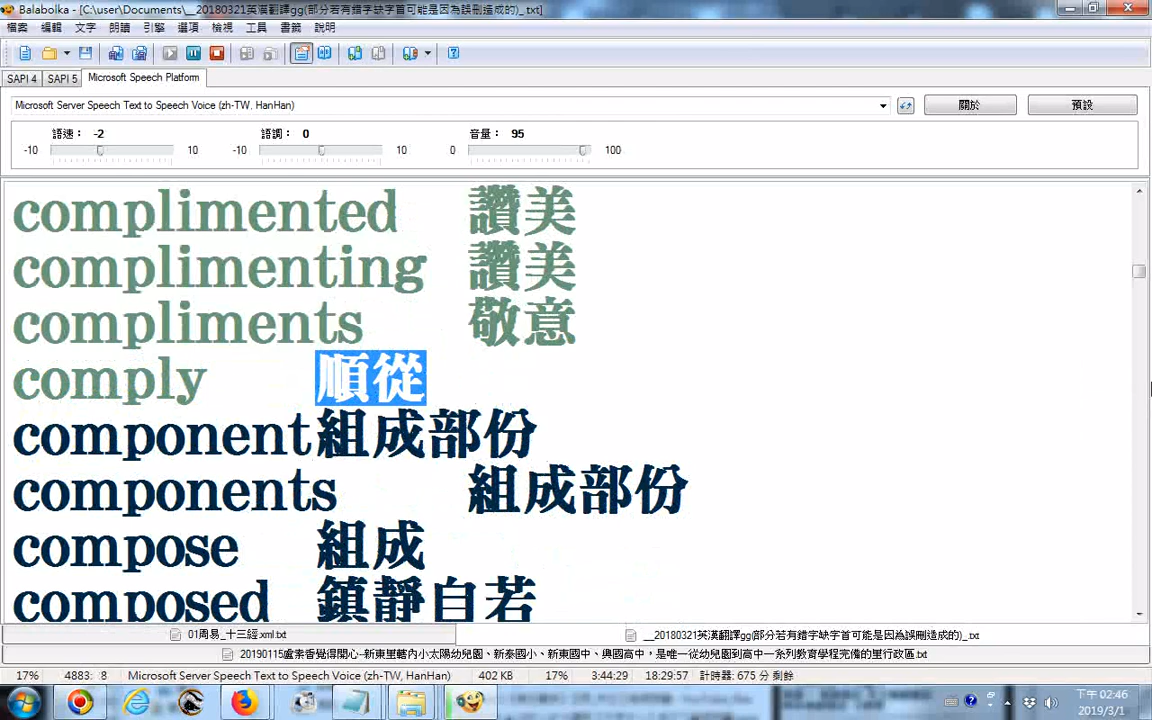 Balabolka - [C:\user\Documents\__20180321英漢翻譯gg(部分若有錯字缺字首可能是因為誤刪造成的)_.txt]
檔案 編輯 文字 朗讀 引擎 選項 檢視 工具 書籤 說明
SAPI 4 SAPI 5 Microsoft Speech Platform
Microsoft Server Speech Text to Speech Voice (zh-TW, HanHan) 關於 預設
語速： -2 語調： 0 音量： 95
-10 10 -10 10 0 100
complimented 讚美
complimenting 讚美
compliments 敬意
comply 順從
component 組成部份
components 組成部份
compose 組成
composed 鎮靜自若
01周易_十三經.xml.txt __20180321英漢翻譯gg(部分若有錯字缺字首可能是因為誤刪造成的)_.txt
20190115盧素香覺得開心-新東里轄內小太陽幼兒園、新泰國小、新東國中、興國高中，是唯一從幼兒園到高中一系列教育學程完備的里行政區.txt
17% 4883: 8 Microsoft Server Speech Text to Speech Voice (zh-TW, HanHan) 402 KB 17% 3:44:29 18:29:57 計時器: 675 分 剩餘
下午 02:46
2019/3/1